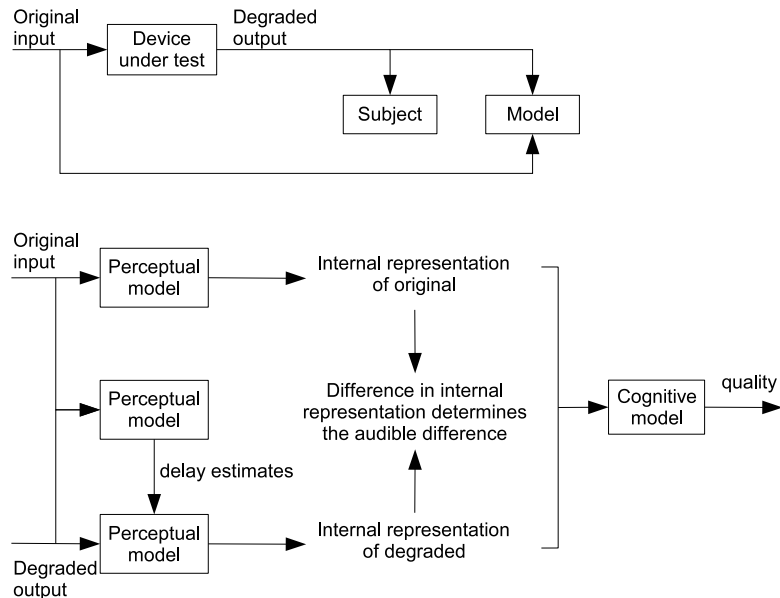 Original
input
Device
under test
Degraded
output
Subject
Model
Original
input
Perceptual
model
Internal representation
of original
Perceptual
model
Difference in internal
representation determines
the audible difference
Cognitive
model
quality
delay estimates
Perceptual
model
Internal representation
of degraded
Degraded
output